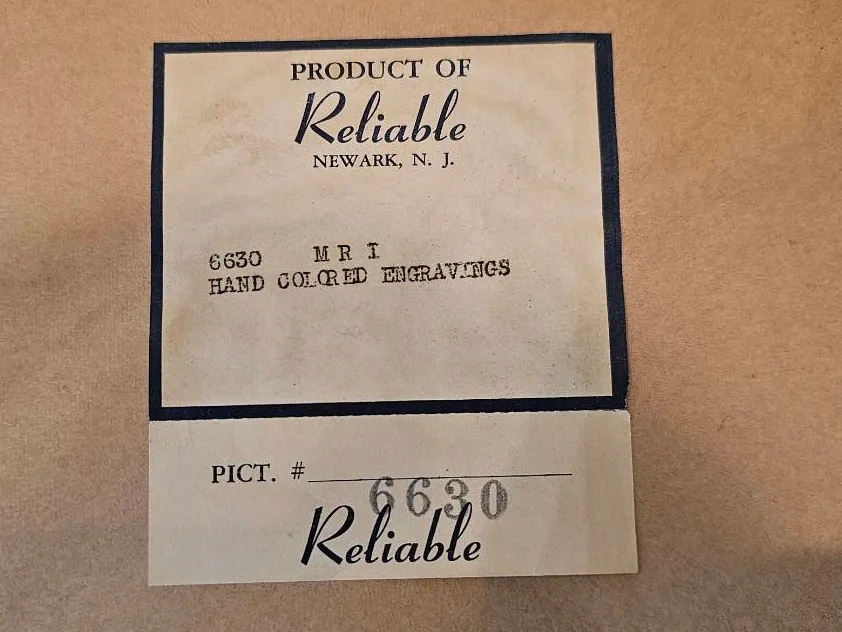 PRODUCT OF
Reliable
NEWARK, N. J.
6630 M R I
HAND COLORED ENGRAVINGS
PICT. #
6630
Reliable